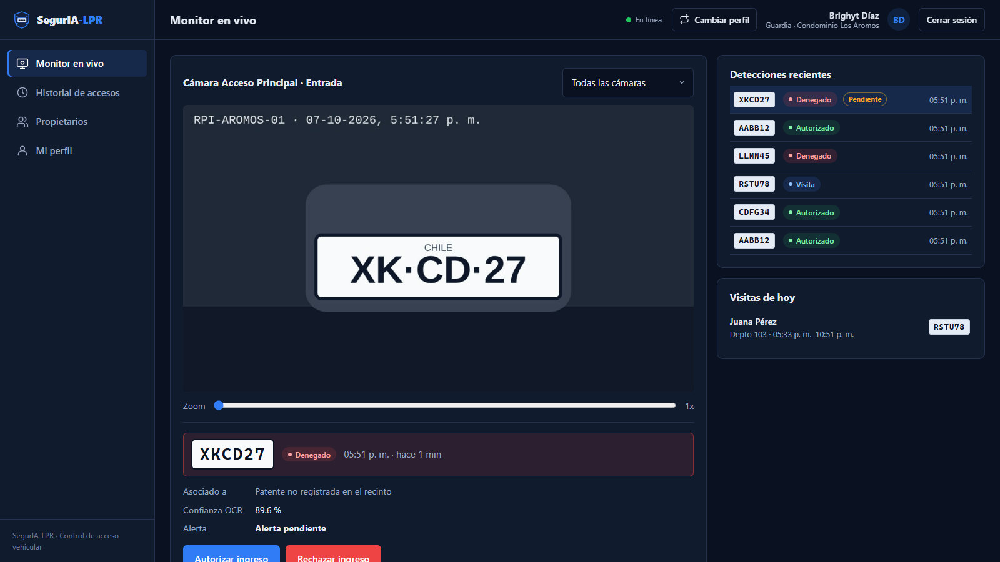 SegurIA-LPR
Monitor en vivo
Historial de accesos
Propietarios
Mi perfil
SegurIA-LPR · Control de acceso
vehicular
Monitor en vivo
En línea
Cambiar perfil
Brighyt Díaz
Guardia · Condominio Los Aromos
BD
Cerrar sesión
Cámara Acceso Principal · Entrada
Todas las cámaras
RPI-AROMOS-01 · 07-10-2026, 5:51:27 p. m.
CHILE
XK·CD·27
Zoom
1x
XKCD27 Denegado 05:51 p. m. · hace 1 min
Asociado a Patente no registrada en el recinto
Confianza OCR 89.6 %
Alerta Alerta pendiente
Autorizar ingreso
Rechazar ingreso
Detecciones recientes
XKCD27 Denegado Pendiente 05:51 p. m.
AABB12 Autorizado 05:51 p. m.
LLMN45 Denegado 05:51 p. m.
RSTU78 Visita 05:51 p. m.
CDFG34 Autorizado 05:51 p. m.
AABB12 Autorizado 05:51 p. m.
Visitas de hoy
Juana Pérez
Depto 103 · 05:33 p. m.–10:51 p. m.
RSTU78